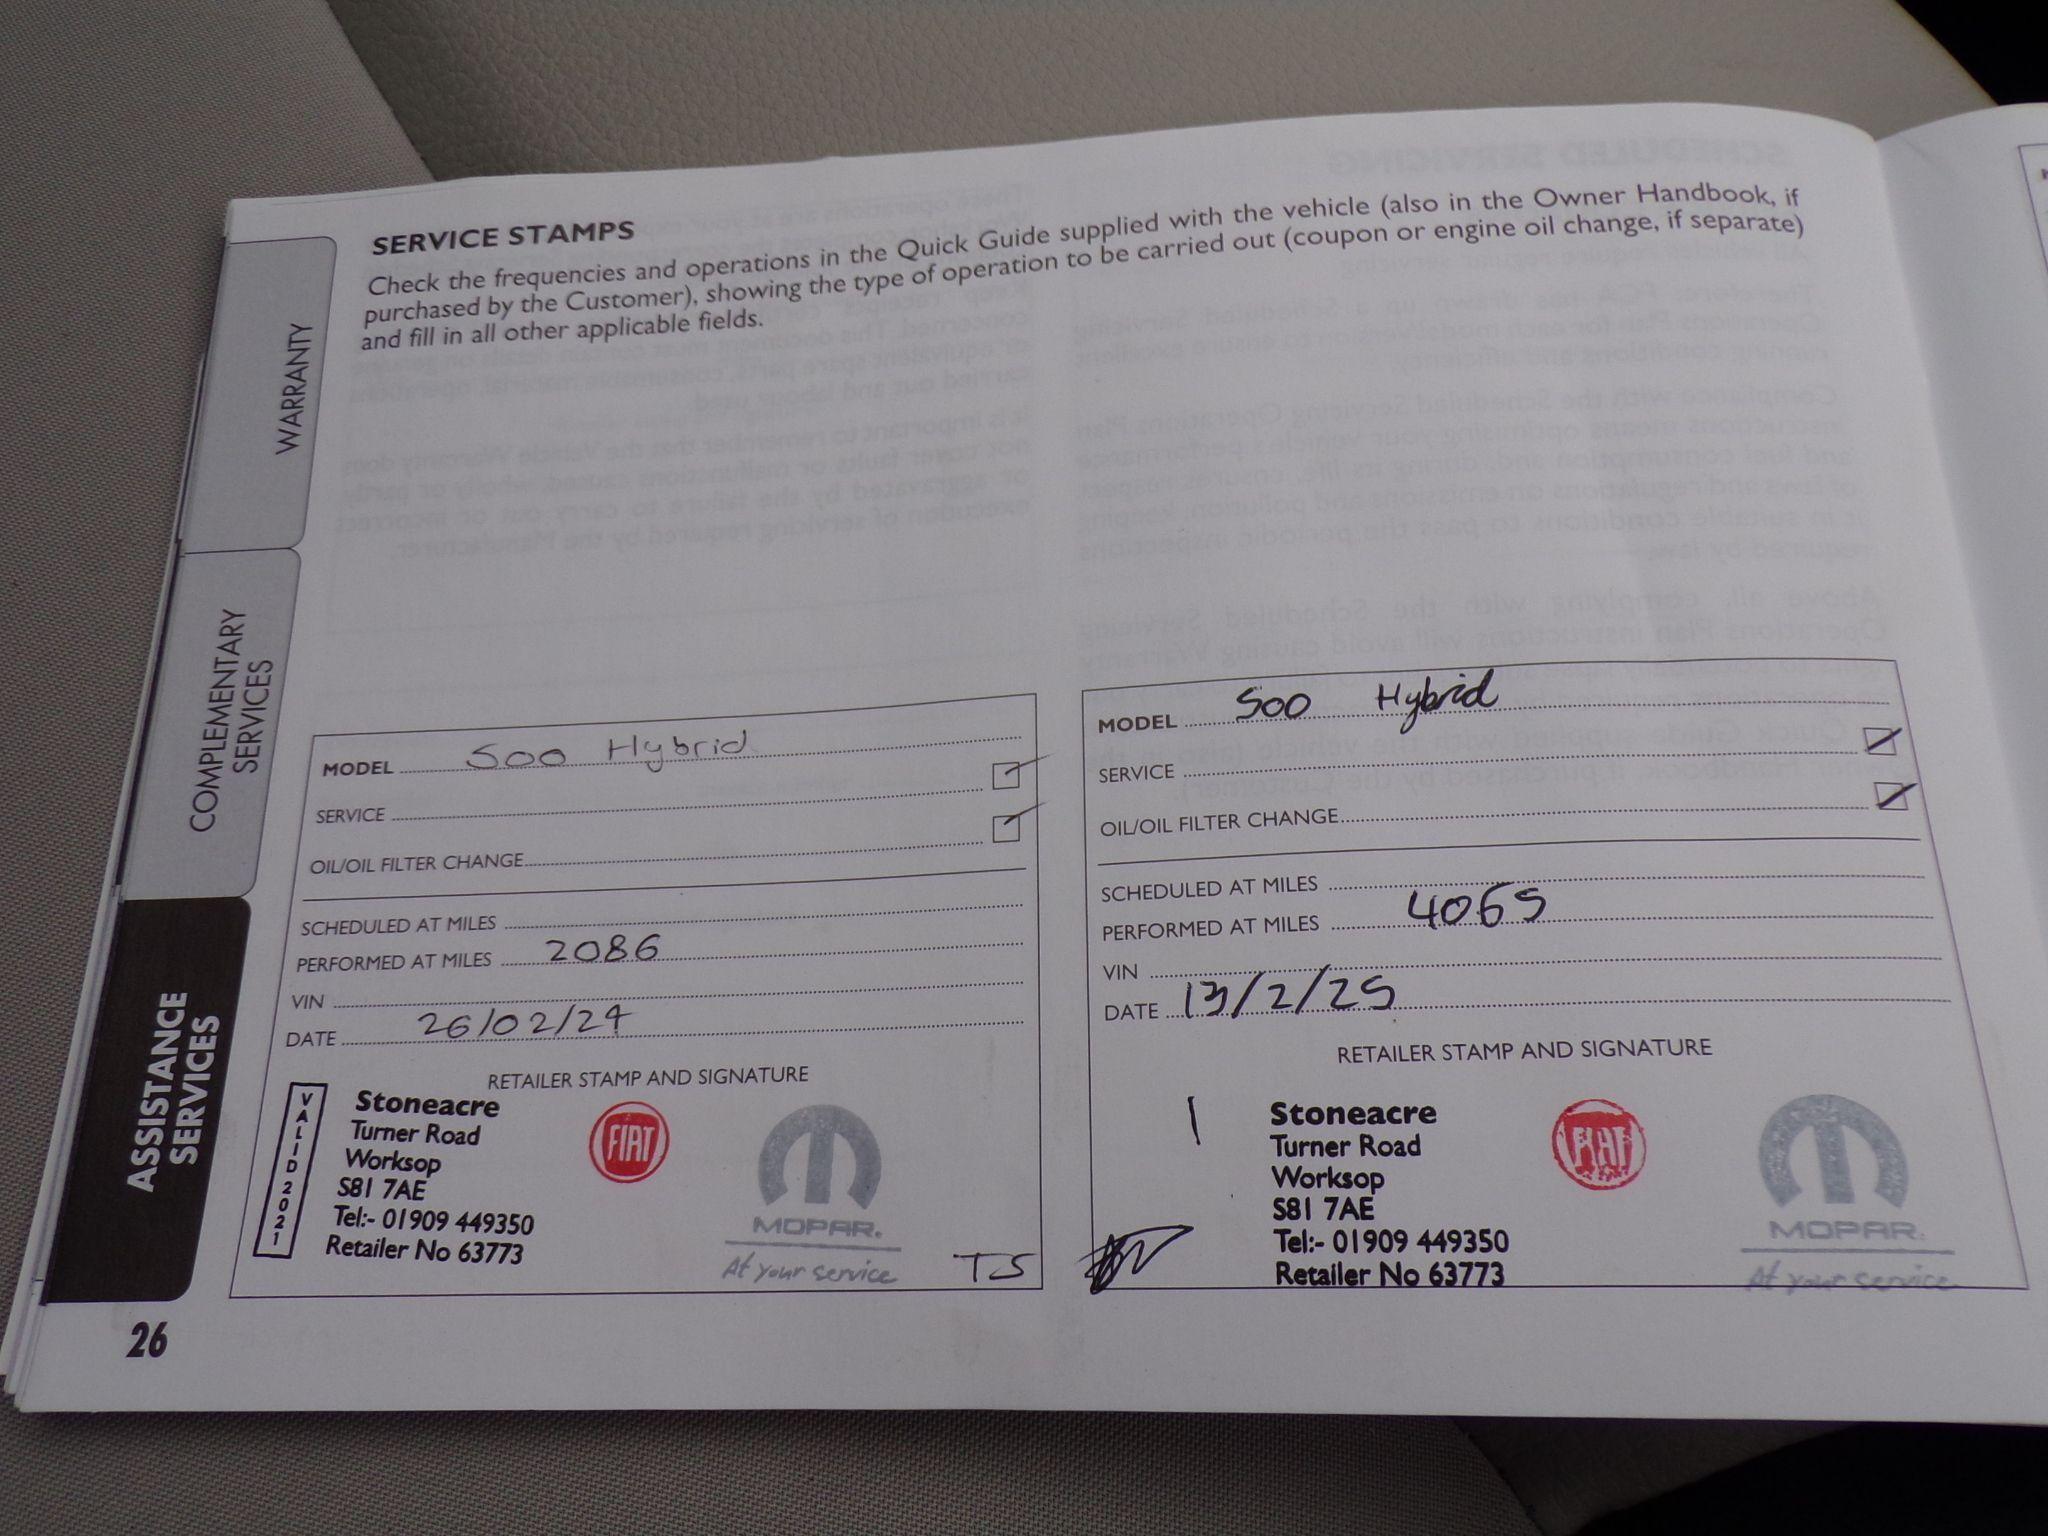 SERVICE STAMPS
Check the frequencies and operations in the Quick Guide supplied with the vehicle (also in the Owner Handbook, if
purchased by the Customer), showing the type of operation to be carried out (coupon or engine oil change, if separate)
and fill in all other applicable fields.
WARRANTY
COMPLEMENTARY
SERVICES
ASSISTANCE
SERVICES
MODEL 500 Hybrid
SERVICE
OIL/OIL FILTER CHANGE
SCHEDULED AT MILES
PERFORMED AT MILES 2086
VIN
DATE 26/02/24
RETAILER STAMP AND SIGNATURE
VALID 2021
Stoneacre
Turner Road
Worksop
S81 7AE
Tel:- 01909 449350
Retailer No 63773
FIAT
MOPAR.
At your service
TS
MODEL 500 Hybrid
SERVICE
OIL/OIL FILTER CHANGE
SCHEDULED AT MILES
PERFORMED AT MILES 4065
VIN
DATE 13/2/25
RETAILER STAMP AND SIGNATURE
Stoneacre
Turner Road
Worksop
S81 7AE
Tel:- 01909 449350
Retailer No 63773
FIAT
MOPAR.
At your service
26